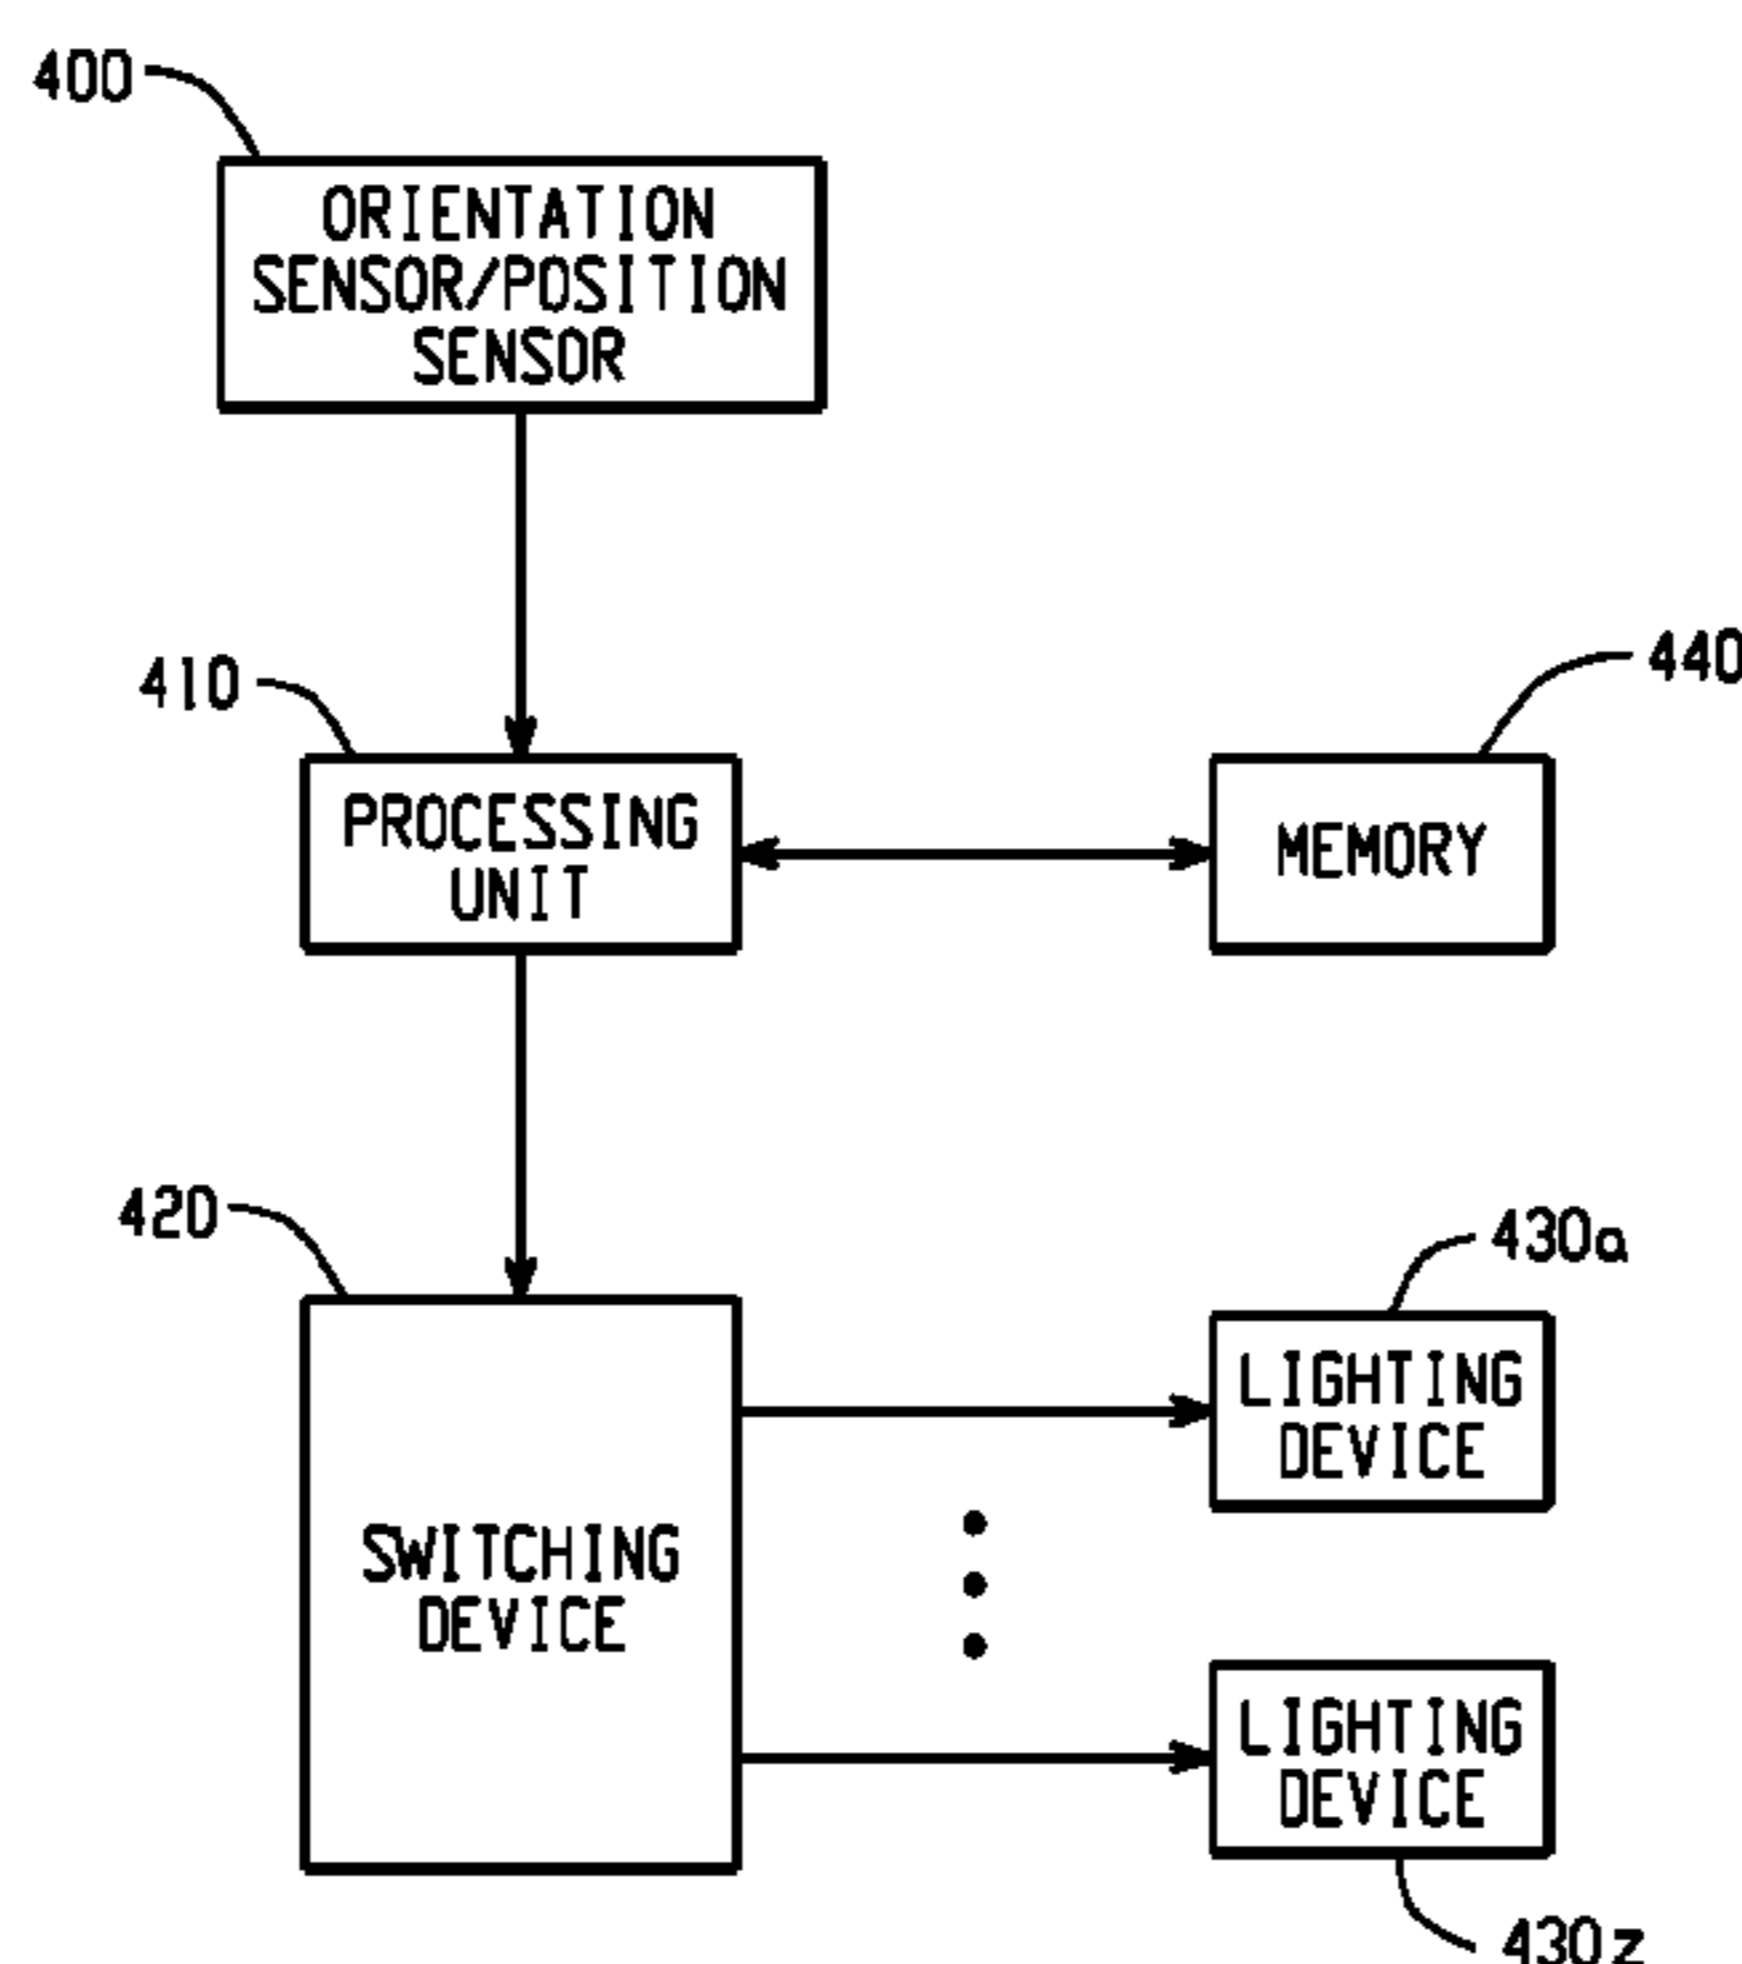 400
ORIENTATION
SENSOR/POSITION
SENSOR
410
PROCESSING
UNIT
440
MEMORY
420
SWITCHING
DEVICE
430a
LIGHTING
DEVICE
LIGHTING
DEVICE
430z